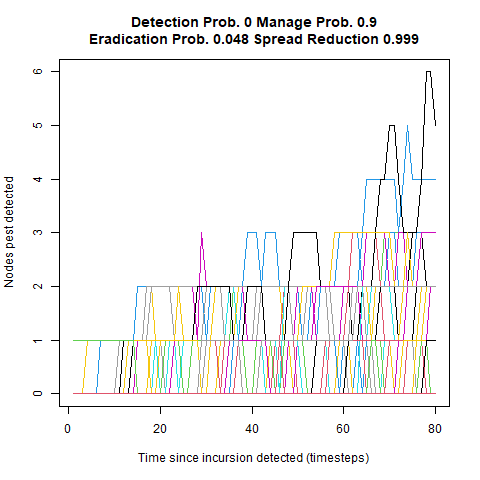 Detection Prob. 0 Manage Prob. 0.9
Eradication Prob. 0.048 Spread Reduction 0.999
Nodes pest detected
6
5
4
3
2
1
0
0 20 40 60 80
Time since incursion detected (timesteps)